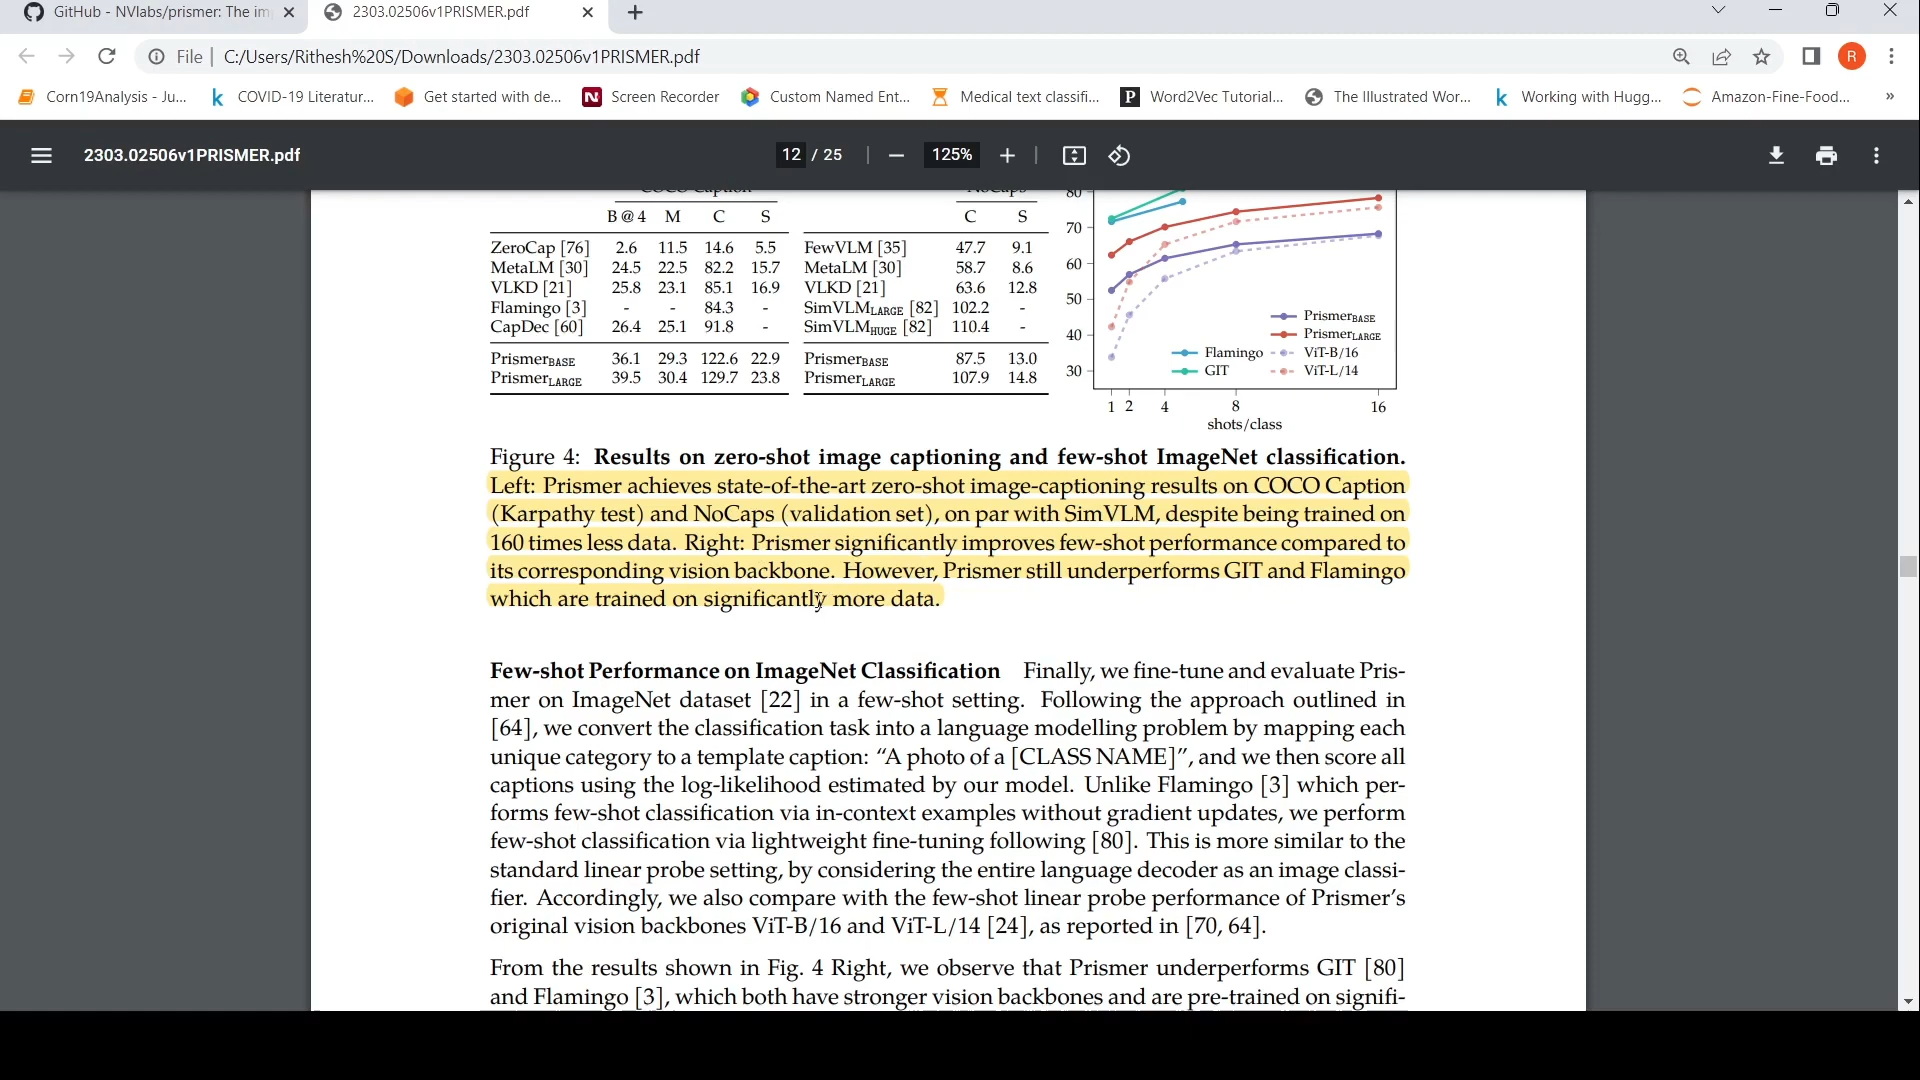 GitHub - NVlabs/prismer: The im
2303.02506v1PRISMER.pdf
File | C:/Users/Rithesh%20S/Downloads/2303.02506v1PRISMER.pdf
R
Corn19Analysis - Ju...
COVID-19 Literatur...
Get started with de...
Screen Recorder
Custom Named Ent...
Medical text classifi...
Word2Vec Tutorial...
The Illustrated Wor...
Working with Hugg...
Amazon-Fine-Food...
»
2303.02506v1PRISMER.pdf
12 / 25
125%
COCO Caption
B@4 M C S
ZeroCap [76] 2.6 11.5 14.6 5.5
MetaLM [30] 24.5 22.5 82.2 15.7
VLKD [21] 25.8 23.1 85.1 16.9
Flamingo [3] - - 84.3 -
CapDec [60] 26.4 25.1 91.8 -
PrismerBASE 36.1 29.3 122.6 22.9
PrismerLARGE 39.5 30.4 129.7 23.8
NoCaps
C S
FewVLM [35] 47.7 9.1
MetaLM [30] 58.7 8.6
VLKD [21] 63.6 12.8
SimVLMLARGE [82] 102.2 -
SimVLMHUGE [82] 110.4 -
PrismerBASE 87.5 13.0
PrismerLARGE 107.9 14.8
80
70
60
50
40
30
PrismerBASE
PrismerLARGE
Flamingo ViT-B/16
GIT ViT-L/14
1 2 4 8 16
shots/class
Figure 4: Results on zero-shot image captioning and few-shot ImageNet classification.
Left: Prismer achieves state-of-the-art zero-shot image-captioning results on COCO Caption
(Karpathy test) and NoCaps (validation set), on par with SimVLM, despite being trained on
160 times less data. Right: Prismer significantly improves few-shot performance compared to
its corresponding vision backbone. However, Prismer still underperforms GIT and Flamingo
which are trained on significantly more data.
Few-shot Performance on ImageNet Classification Finally, we fine-tune and evaluate Pris-
mer on ImageNet dataset [22] in a few-shot setting. Following the approach outlined in
[64], we convert the classification task into a language modelling problem by mapping each
unique category to a template caption: “A photo of a [CLASS NAME]”, and we then score all
captions using the log-likelihood estimated by our model. Unlike Flamingo [3] which per-
forms few-shot classification via in-context examples without gradient updates, we perform
few-shot classification via lightweight fine-tuning following [80]. This is more similar to the
standard linear probe setting, by considering the entire language decoder as an image classi-
fier. Accordingly, we also compare with the few-shot linear probe performance of Prismer's
original vision backbones ViT-B/16 and ViT-L/14 [24], as reported in [70, 64].
From the results shown in Fig. 4 Right, we observe that Prismer underperforms GIT [80]
and Flamingo [3], which both have stronger vision backbones and are pre-trained on signifi-